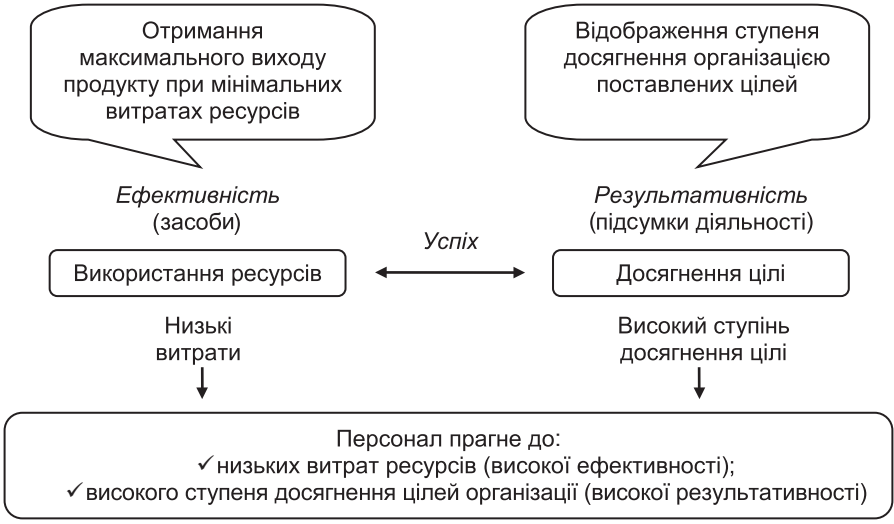 Отримання
максимального виходу
продукту при мінімальних
витратах ресурсів
Відображення ступеня
досягнення організацією
поставлених цілей
Ефективність
(засоби)
Результативність
(підсумки діяльності)
Успіх
Використання ресурсів
Досягнення цілі
Низькі
витрати
Високий ступінь
досягнення цілі
Персонал прагне до:
✓низьких витрат ресурсів (високої ефективності);
✓високого ступеня досягнення цілей організації (високої результативності)